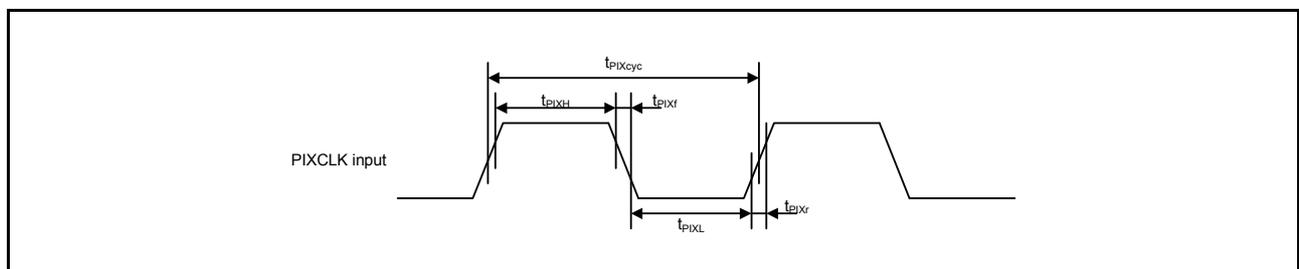 tPIXcyc
tPIXH
tPIXf
PIXCLK input
tPIXr
tPIXL